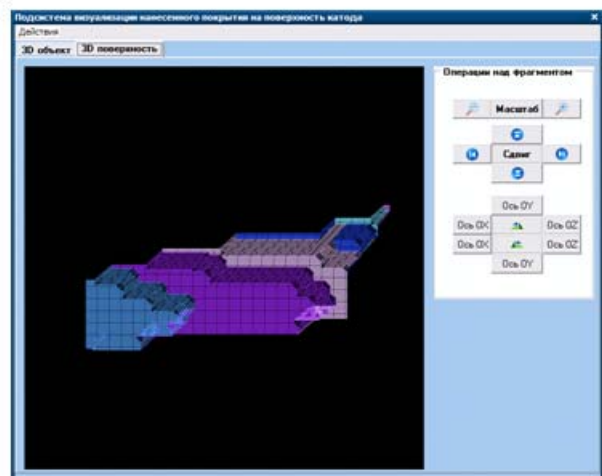 Подсистема визуализации нанесенного покрытия на поверхность катода
Действия
3D объект 3D поверхность
Операции над фрагментом
Масштаб
Сдвиг
Ось OY
Ось OX Ось OZ
Ось OX Ось OZ
Ось OY